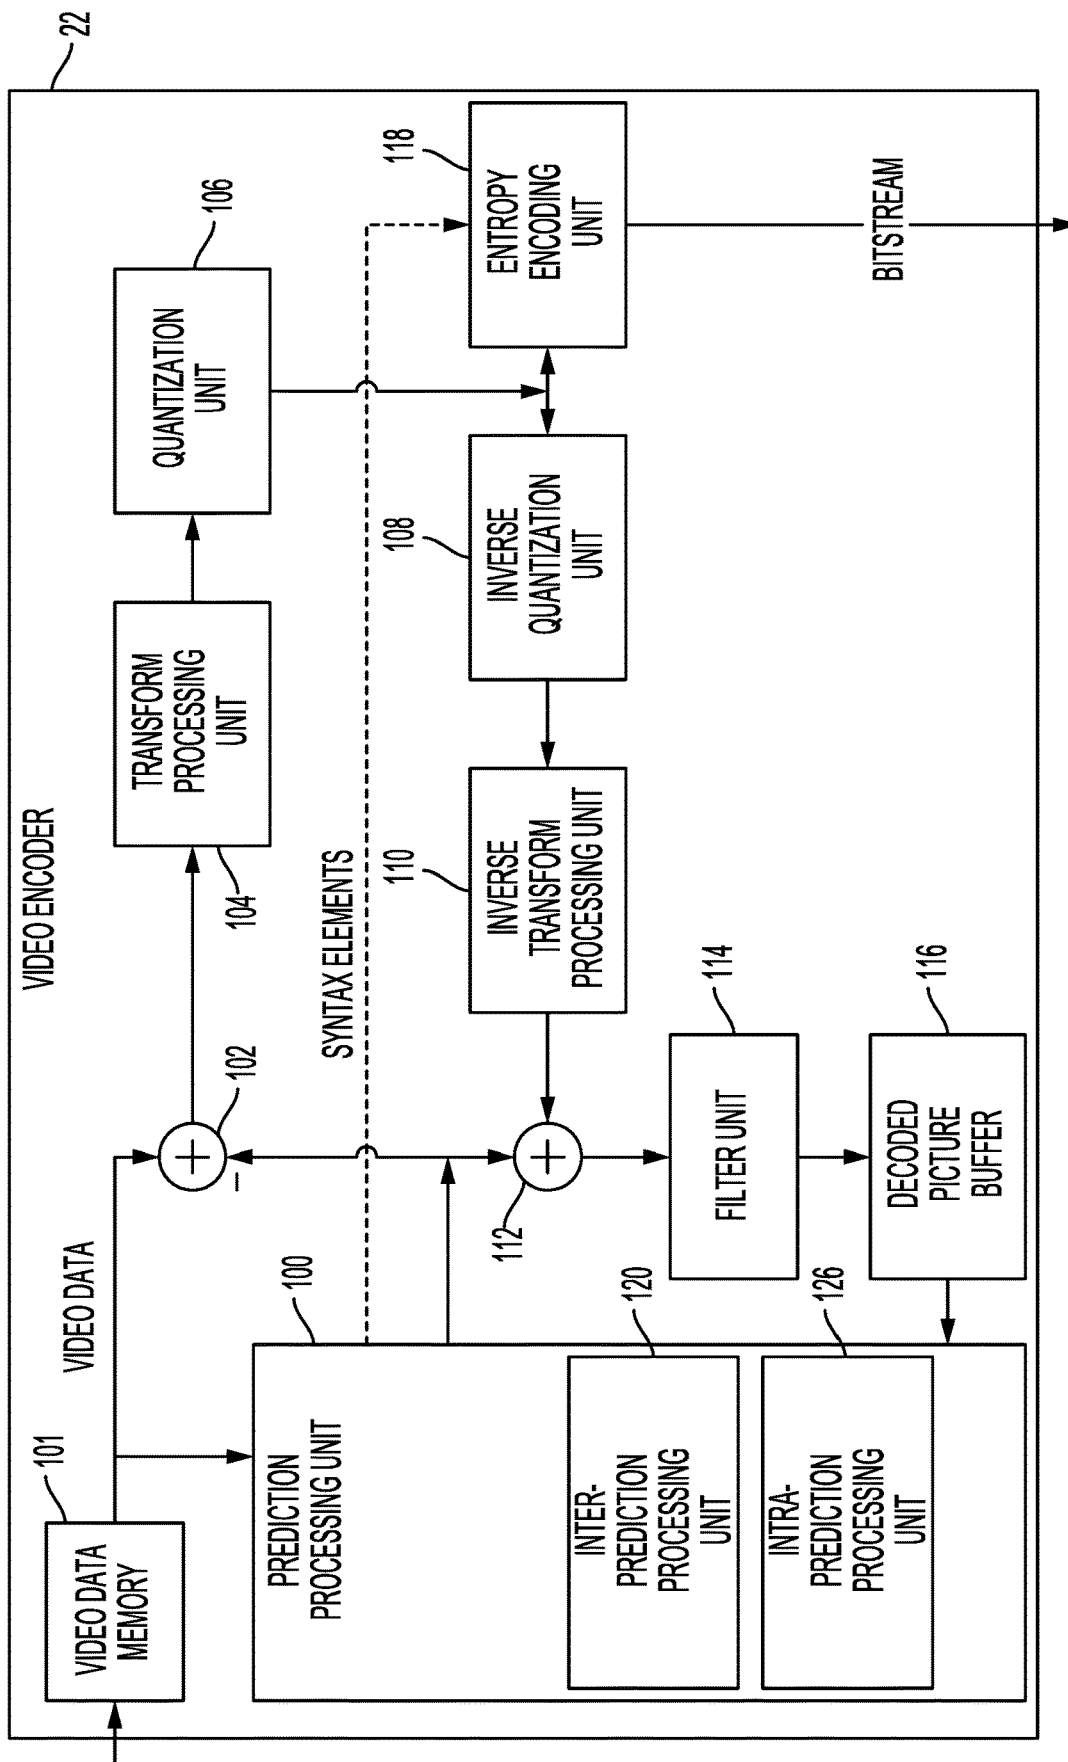 VIDEO ENCODER
22
VIDEO DATA
MEMORY
101
VIDEO DATA
102
−
TRANSFORM
PROCESSING
UNIT
104
QUANTIZATION
UNIT
106
SYNTAX ELEMENTS
PREDICTION
PROCESSING UNIT
100
INTER-
PREDICTION
PROCESSING
UNIT
120
INTRA-
PREDICTION
PROCESSING
UNIT
126
112
INVERSE
TRANSFORM
PROCESSING UNIT
110
INVERSE
QUANTIZATION
UNIT
108
ENTROPY
ENCODING
UNIT
118
FILTER UNIT
114
DECODED
PICTURE
BUFFER
116
BITSTREAM